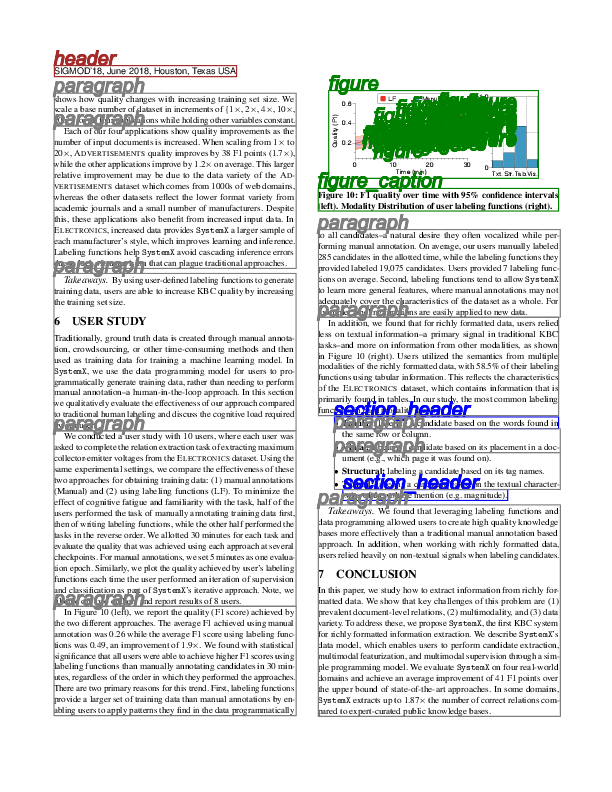 header
SIGMOD'18, June 2018, Houston, Texas USA
paragraph
shows how quality changes with increasing training set size. We
scale a base number of dataset in increments of {1×, 2×, 4×, 10×,
while holding other variables constant.
paragraph
Each of our four applications show quality improvements as the
number of input documents is increased. When scaling from 1× to
20×, ADVERTISEMENTS quality improves by 38 F1 points (1.7×),
while the other applications improve by 1.2× on average. This larger
relative improvement may be due to the data variety of the AD-
VERTISEMENTS dataset which comes from 1000s of web domains,
whereas the other datasets reflect the lower format variety from
academic journals and a small number of manufacturers. Despite
this, these applications also benefit from increased input data. In
ELECTRONICS, increased data provides SystemX a larger sample of
each manufacturer's style, which improves learning and inference.
Labeling functions help SystemX avoid cascading inference errors
that can plague traditional approaches.
paragraph
Takeaways. By using user-defined labeling functions to generate
training data, users are able to increase KBC quality by increasing
the training set size.
6 USER STUDY
Traditionally, ground truth data is created through manual annota-
tion, crowdsourcing, or other time-consuming methods and then
used as training data for training a machine learning model. In
SystemX, we use the data programming model for users to pro-
grammatically generate training data, rather than needing to perform
manual annotation–a human-in-the-loop approach. In this section
we qualitatively evaluate the effectiveness of our approach compared
to traditional human labeling and discuss the cognitive load required
paragraph
We conducted a user study with 10 users, where each user was
asked to complete the relation extraction task of extracting maximum
collector-emitter voltages from the ELECTRONICS dataset. Using the
same experimental settings, we compare the effectiveness of these
two approaches for obtaining training data: (1) manual annotations
(Manual) and (2) using labeling functions (LF). To minimize the
effect of cognitive fatigue and familiarity with the task, half of the
users performed the task of manually annotating training data first,
then of writing labeling functions, while the other half performed the
tasks in the reverse order. We allotted 30 minutes for each task and
evaluate the quality that was achieved using each approach at several
checkpoints. For manual annotations, we set 5 minutes as one evalua-
tion epoch. Similarly, we plot the quality achieved by user's labeling
functions each time the user performed an iteration of supervision
and classification as part of SystemX's iterative approach. Note, we
and report results of 8 users.
paragraph
In Figure 10 (left), we report the quality (F1 score) achieved by
the two different approaches. The average F1 achieved using manual
annotation was 0.26 while the average F1 score using labeling func-
tions was 0.49, an improvement of 1.9×. We found with statistical
significance that all users were able to achieve higher F1 scores using
labeling functions than manually annotating candidates in 30 min-
utes, regardless of the order in which they performed the approaches.
There are two primary reasons for this trend. First, labeling functions
provide a larger set of training data than manual annotations by en-
abling users to apply patterns they find in the data programmatically
figure
LF
Quality (F1)
0.6
0.4
0.2
0 10 20 30
Time (min)
0
Txt. Str. Tab. Vis.
figure_caption
Figure 10: F1 quality over time with 95% confidence intervals
(left). Modality Distribution of user labeling functions (right).
paragraph
to all candidates–a natural desire they often vocalized while per-
forming manual annotation. On average, our users manually labeled
285 candidates in the allotted time, while the labeling functions they
provided labeled 19,075 candidates. Users provided 7 labeling func-
tions on average. Second, labeling functions tend to allow SystemX
to learn more general features, where manual annotations may not
adequately cover the characteristics of the dataset as a whole. For
are easily applied to new data.
paragraph
In addition, we found that for richly formatted data, users relied
less on textual information–a primary signal in traditional KBC
tasks–and more on information from other modalities, as shown
in Figure 10 (right). Users utilized the semantics from multiple
modalities of the richly formatted data, with 58.5% of their labeling
functions using tabular information. This reflects the characteristics
of the ELECTRONICS dataset, which contains information that is
primarily found in tables. In our study, the most common labeling
section_header
candidate based on the words found in
the same row or column.
paragraph
candidate based on its placement in a doc-
ument (e.g., which page it was found on).
paragraph
• Structural: labeling a candidate based on its tag names.
section_header
the textual character-
mention (e.g. magnitude).
paragraph
Takeaways. We found that leveraging labeling functions and
data programming allowed users to create high quality knowledge
bases more effectively than a traditional manual annotation based
approach. In addition, when working with richly formatted data,
users relied heavily on non-textual signals when labeling candidates.
7 CONCLUSION
In this paper, we study how to extract information from richly for-
matted data. We show that key challenges of this problem are (1)
prevalent document-level relations, (2) multimodality, and (3) data
variety. To address these, we propose SystemX, the first KBC system
for richly formatted information extraction. We describe SystemX's
data model, which enables users to perform candidate extraction,
multimodal featurization, and multimodal supervision through a sim-
ple programming model. We evaluate SystemX on four real-world
domains and achieve an average improvement of 41 F1 points over
the upper bound of state-of-the-art approaches. In some domains,
SystemX extracts up to 1.87× the number of correct relations com-
pared to expert-curated public knowledge bases.